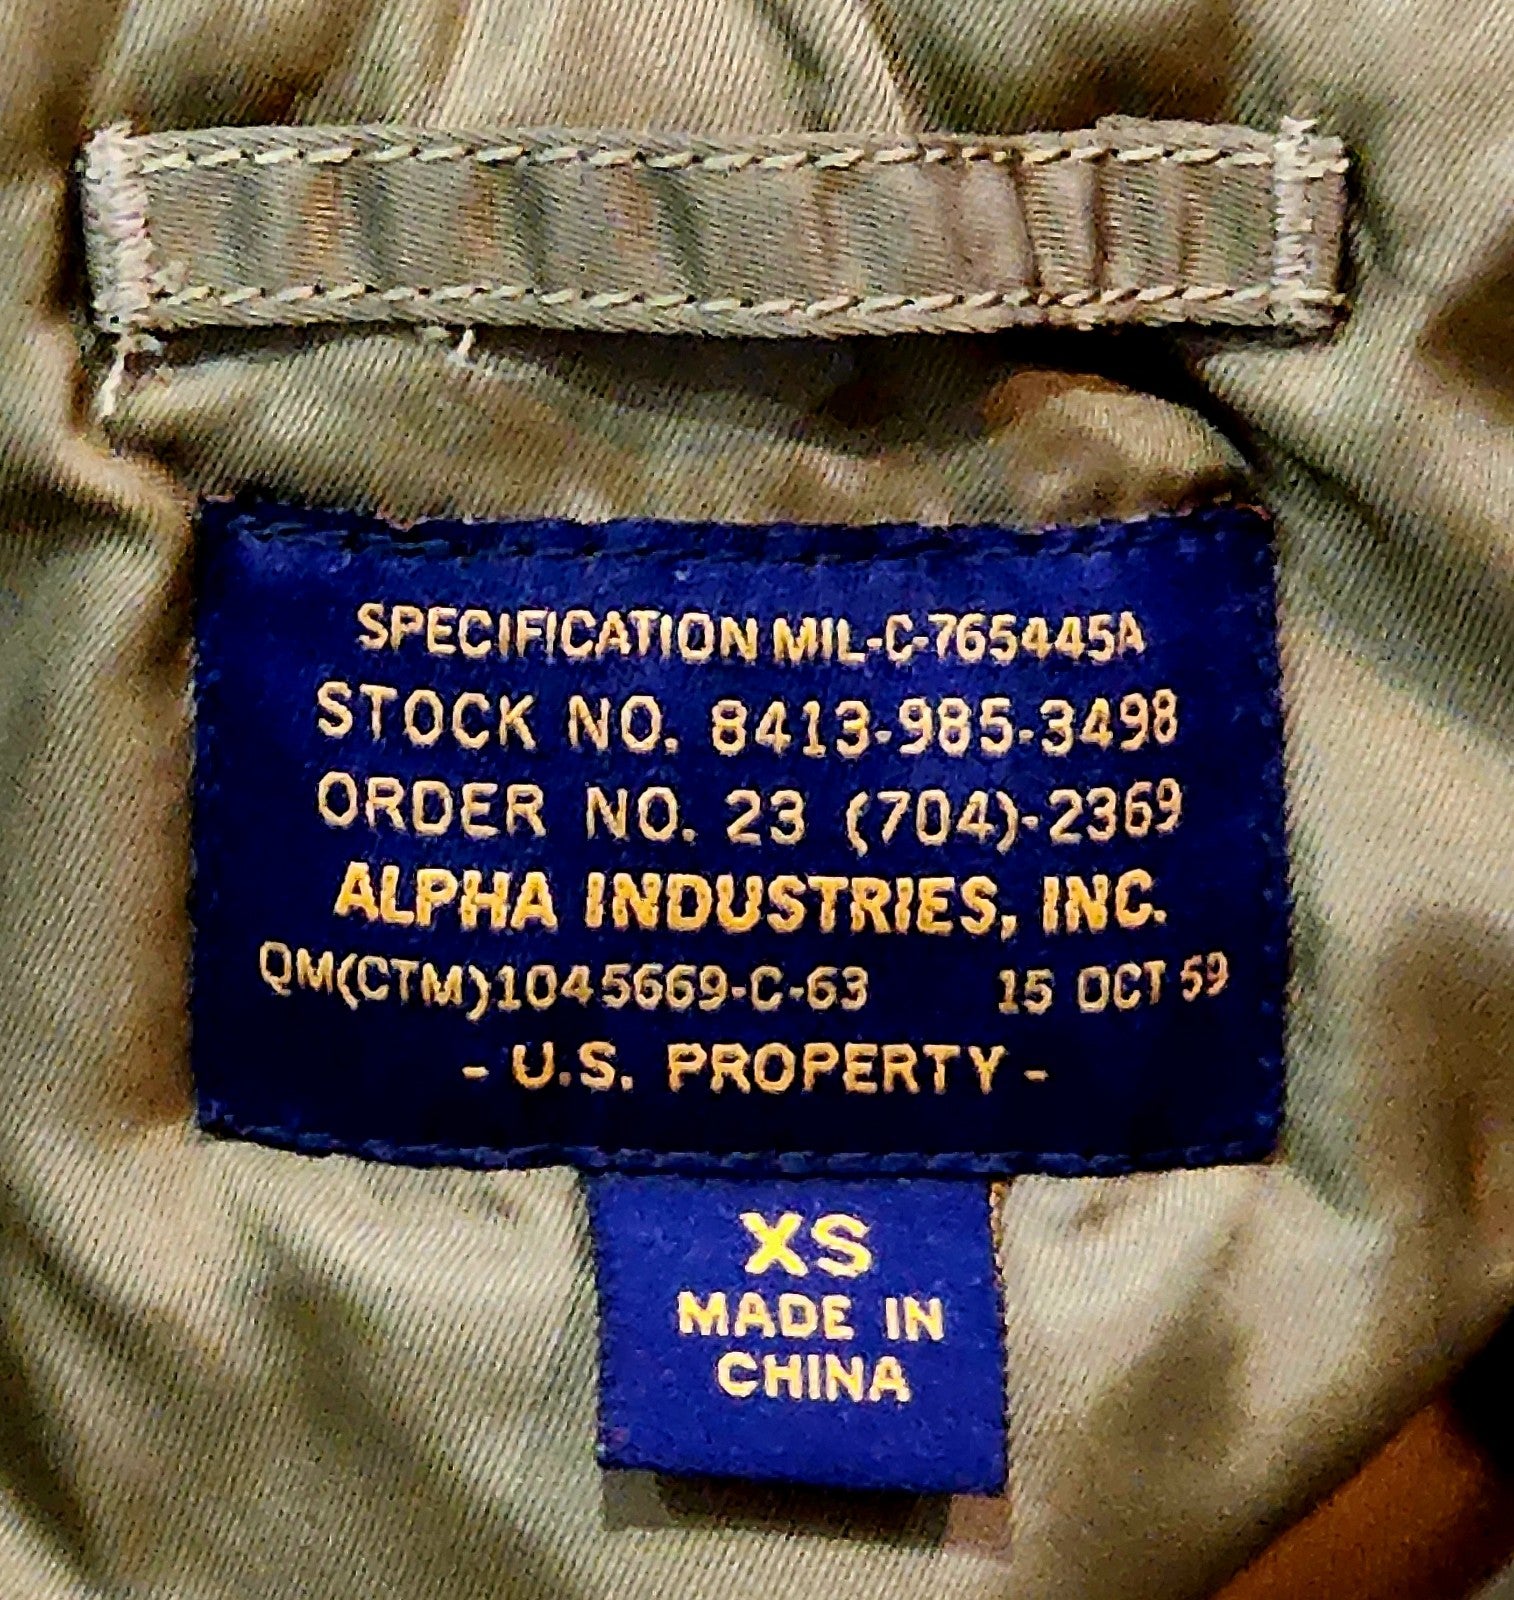 SPECIFICATION MIL-C-765445A
STOCK NO. 8413-985-3498
ORDER NO. 23 (704)-2369
ALPHA INDUSTRIES, INC.
QM(CTM)1045669-C-63 15 OCT 59
- U.S. PROPERTY -
XS
MADE IN
CHINA